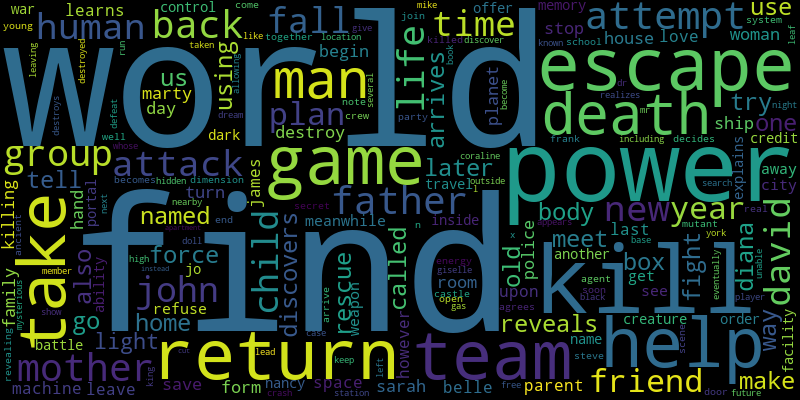 world
find
kill
power
escape
death
return
game
team
help
take
man
life
time
back
human
fall
attempt
use
war
young
learns
control
using
us
marty
day
plan
destroy
arrives
planet
try
ship
one
group
tell
attack
later
father
new
year
body
named
child
discovers
meanwhile
called
rescue
weapon
old
police
room
inside
travel
james
hand
turn
portal
dark
becomes
hidden
dimension
whose
killing
ancient
family
also
ability
john
force
go
home
light
jo
refuse
mother
machine
leave
save
form
nancy
space
sarah
belle
parent
friend
make
reveals
upon
meet
box
another
get
last
fight
see
diana
david
way
city
away
credit
facility
explains
mutant
york
creature
order
name
steve
agent
soon
black
base
search
including
decides
frank
mr
dr
realizes
known
school
system
location
offer
join
mike
give
come
together
like
taken
run
leaving
destroyed
destroys
defeat
well
several
note
crew
party
become
discover
book
killed
allowing
dream
memory
stop
house
love
woman
night
leaf
real
coraline
outside
secret
nearby
end
next
doll
apartment
high
instead
member
mysterious
show
revealing
battle
king
cut
lead
case
crash
arrive
keep
station
left
cattle
open
gas
energy
giselle
agrees
free
however
n
x
appears
scene
door
future
player
eventually
unable